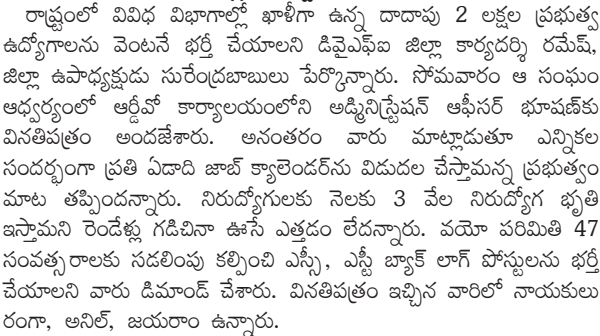 రాష్ట్రంలో వివిధ విభాగాల్లో ఖాళీగా ఉన్న దాదాపు 2 లక్షల ప్రభుత్వ
ఉద్యోగాలను వెంటనే భర్తీ చేయాలని డివైఎఫ్ఐ జిల్లా కార్యదర్శి రమేష్,
జిల్లా ఉపాధ్యక్షుడు సురేంద్రబాబులు పేర్కొన్నారు. సోమవారం ఆ సంఘం
ఆధ్వర్యంలో ఆర్డీవో కార్యాలయంలోని అడ్మినిస్ట్రేషన్ ఆఫీసర్ భూషణ్‌కు
వినతిపత్రం అందజేశారు. అనంతరం వారు మాట్లాడుతూ ఎన్నికల
సందర్భంగా ప్రతి ఏడాది జాబ్ క్యాలెండర్‌ను విడుదల చేస్తామన్న ప్రభుత్వం
మాట తప్పిందన్నారు. నిరుద్యోగులకు నెలకు 3 వేల నిరుద్యోగ భృతి
ఇస్తామని రెండేళ్లు గడిచినా ఊసే ఎత్తడం లేదన్నారు. వయో పరిమితి 47
సంవత్సరాలకు సడలింపు కల్పించి ఎస్సీ, ఎస్టీ బ్యాక్ లాగ్ పోస్టులను భర్తీ
చేయాలని వారు డిమాండ్ చేశారు. వినతిపత్రం ఇచ్చిన వారిలో నాయకులు
రంగా, అనిల్, జయరాం ఉన్నారు.